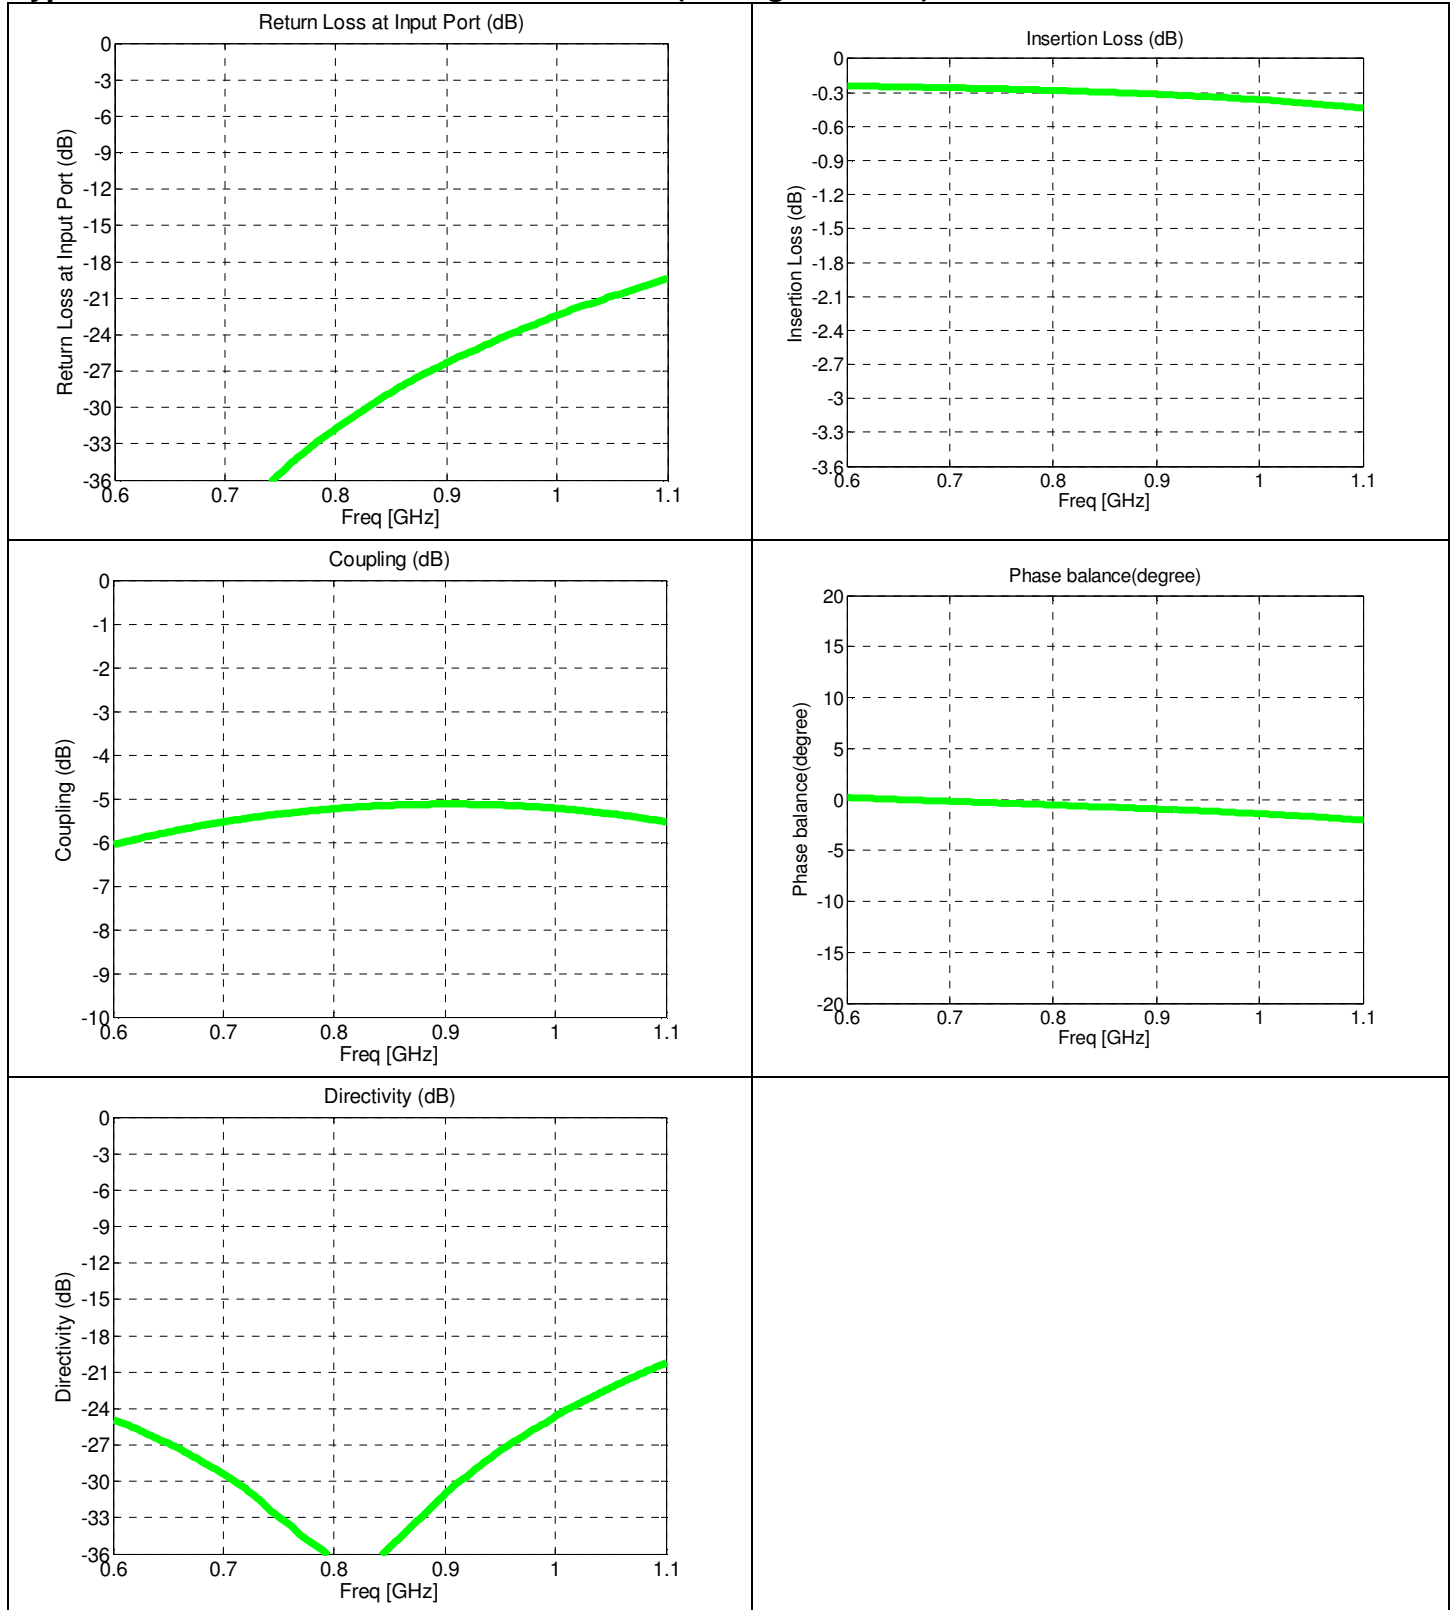 Return Loss at Input Port (dB)
0
-3
-6
-9
-12
-15
-18
-21
-24
-27
-30
-33
-36
Return Loss at Input Port (dB)
0.6 0.7 0.8 0.9 1 1.1
Freq [GHz]
Insertion Loss (dB)
0
-0.3
-0.6
-0.9
-1.2
-1.5
-1.8
-2.1
-2.4
-2.7
-3
-3.3
-3.6
Insertion Loss (dB)
0.6 0.7 0.8 0.9 1 1.1
Freq [GHz]
Coupling (dB)
0
-1
-2
-3
-4
-5
-6
-7
-8
-9
-10
Coupling (dB)
0.6 0.7 0.8 0.9 1 1.1
Freq [GHz]
Phase balance(degree)
20
15
10
5
0
-5
-10
-15
-20
Phase balance(degree)
0.6 0.7 0.8 0.9 1 1.1
Freq [GHz]
Directivity (dB)
0
-3
-6
-9
-12
-15
-18
-21
-24
-27
-30
-33
-36
Directivity (dB)
0.6 0.7 0.8 0.9 1 1.1
Freq [GHz]